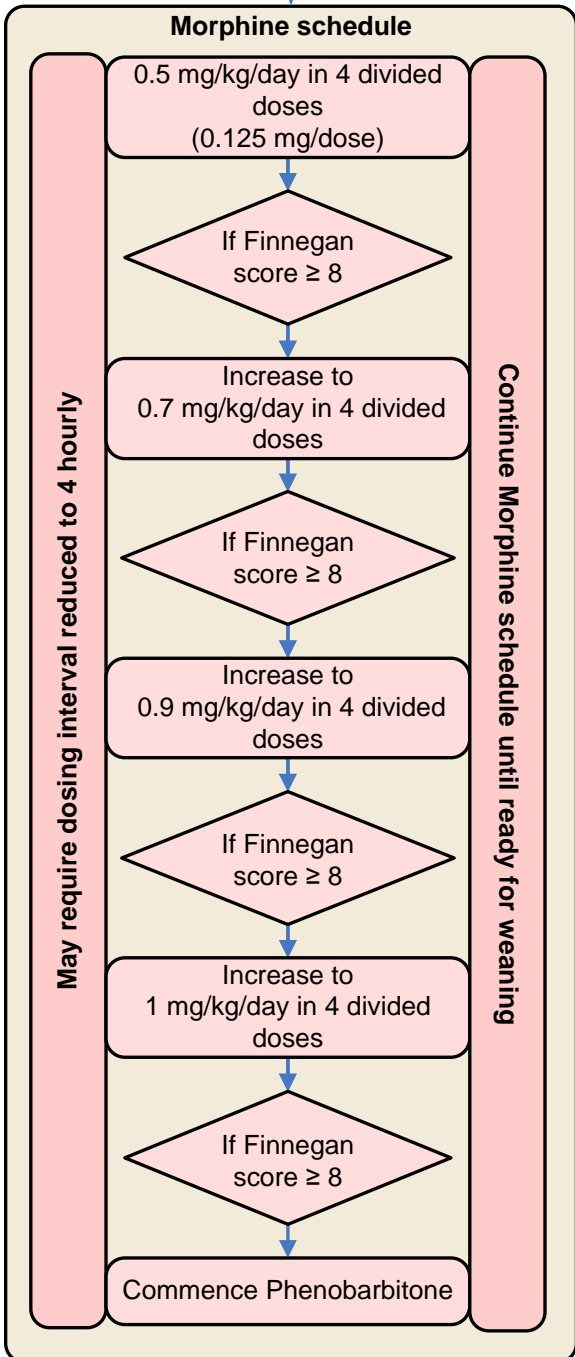 Morphine schedule
May require dosing interval reduced to 4 hourly
0.5 mg/kg/day in 4 divided
doses
(0.125 mg/dose)
If Finnegan
score ≥ 8
Increase to
0.7 mg/kg/day in 4 divided
doses
If Finnegan
score ≥ 8
Increase to
0.9 mg/kg/day in 4 divided
doses
If Finnegan
score ≥ 8
Increase to
1 mg/kg/day in 4 divided
doses
If Finnegan
score ≥ 8
Commence Phenobarbitone
Continue Morphine schedule until ready for weaning